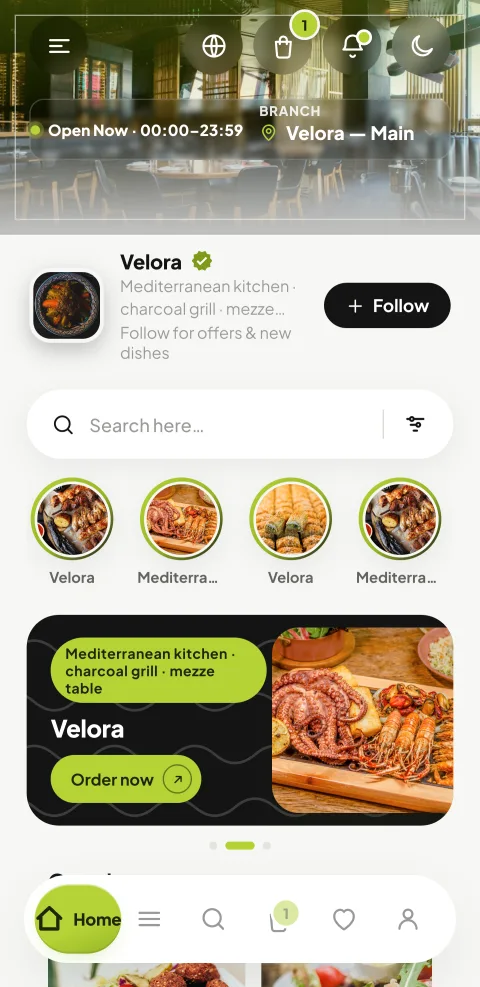 1
BRANCH
Open Now · 00:00–23:59
Velora — Main
Velora
Mediterranean kitchen ·
charcoal grill · mezze...
Follow for offers & new
dishes
Follow
Search here...
Velora
Mediterra...
Velora
Mediterra...
Mediterranean kitchen ·
charcoal grill · mezze
table
Velora
Order now
Home
1